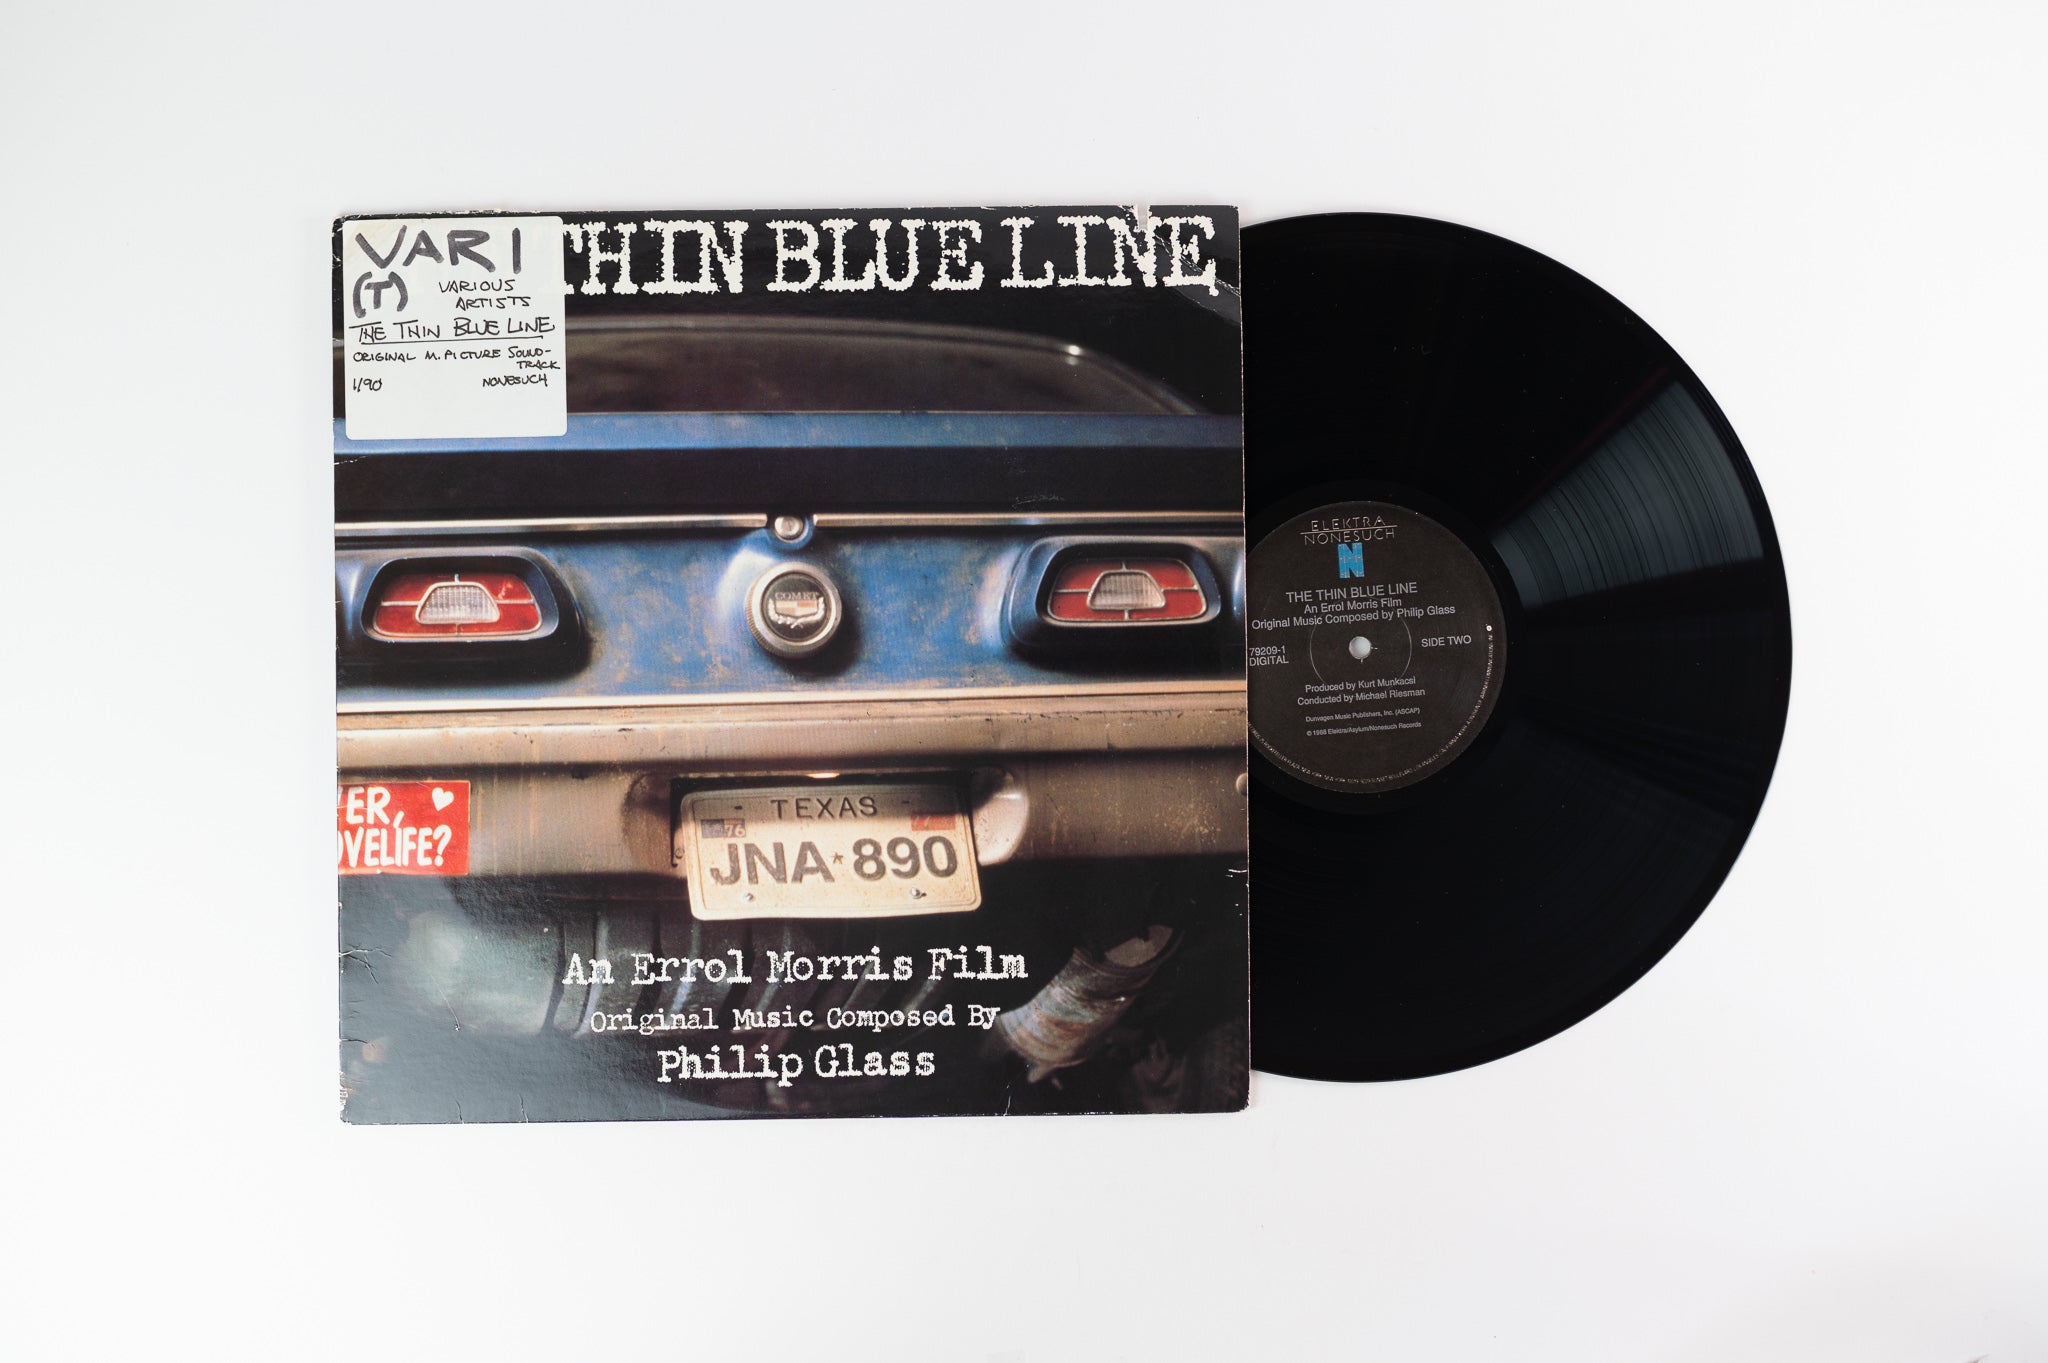 VAR I
(T)
VARIOUS
ARTISTS
THE THIN BLUE LINE
ORIGINAL M. PICTURE SOUND-
TRACK
1/90 NONESUCH
THIN BLUE LINE
COMET
ER,
OVELIFE?
TEXAS
76 77
JNA*890
An Errol Morris Film
Original Music Composed By
Philip Glass
ELEKTRA
NONESUCH
N
THE THIN BLUE LINE
An Errol Morris Film
Original Music Composed by Philip Glass
79209-1
DIGITAL
SIDE TWO
Produced by Kurt Munkacsi
Conducted by Michael Riesman
Dunvagen Music Publishers, Inc. (ASCAP)
© 1988 Elektra/Asylum/Nonesuch Records